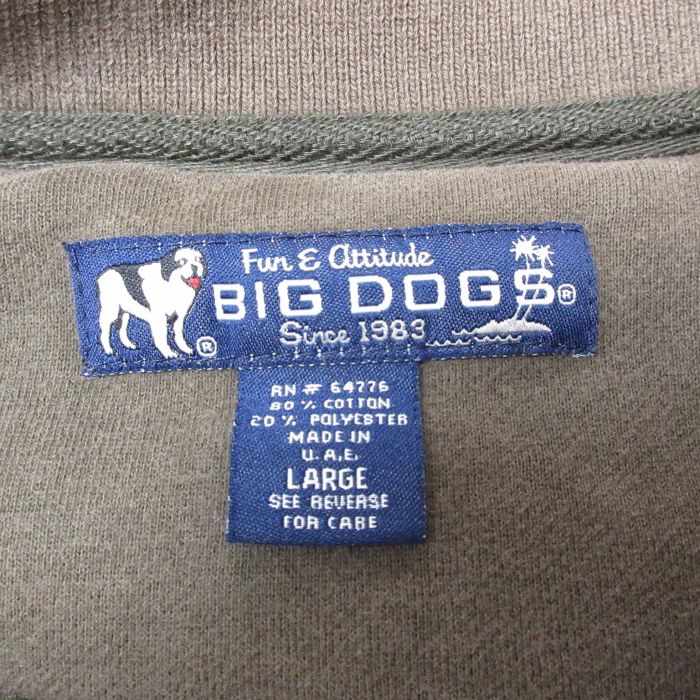 Fun & Attitude
BIG DOGS®
®
Since 1983
RN # 64776
80 % COTTON
20 % POLYESTER
MADE IN
U.A.E.
LARGE
SEE REVERSE
FOR CARE